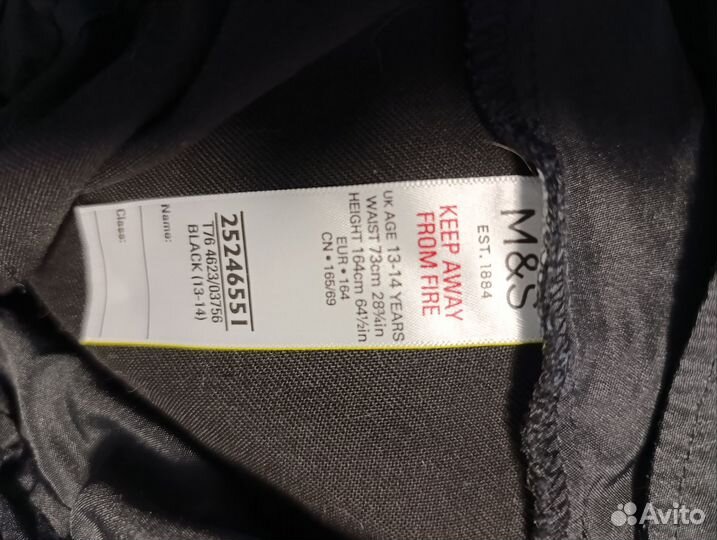 M&S
EST. 1884
KEEP AWAY
FROM FIRE
UK AGE 13-14 YEARS
WAIST 73cm 28¾in
HEIGHT 164cm 64½in
EUR • 164
CN • 165/69
25246551
T76 4623/03756
BLACK (13-14)
Name:
Class:
Avito